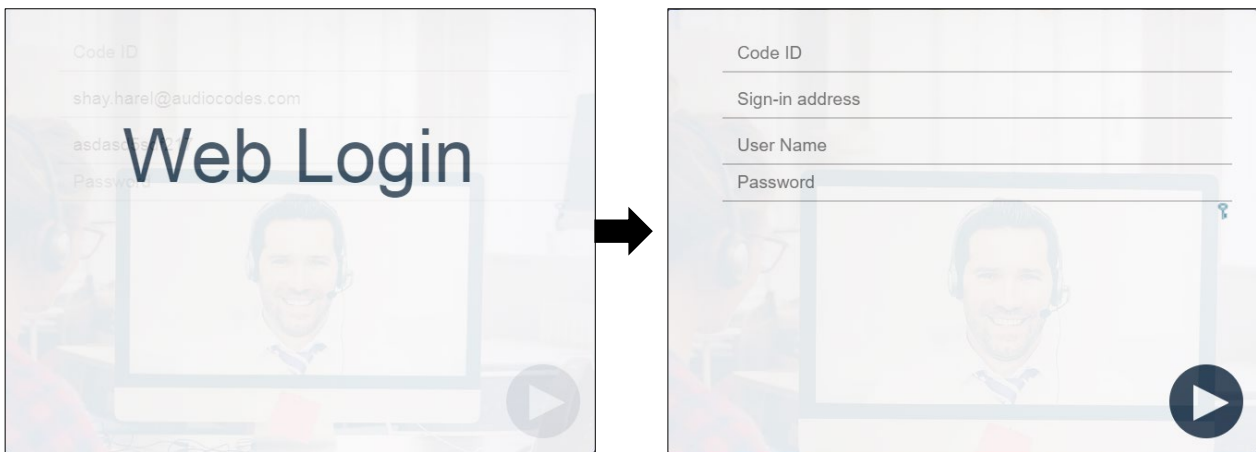 Code ID
shay.harel@audiocodes.com
Web Login
Password
Code ID
Sign-in address
User Name
Password